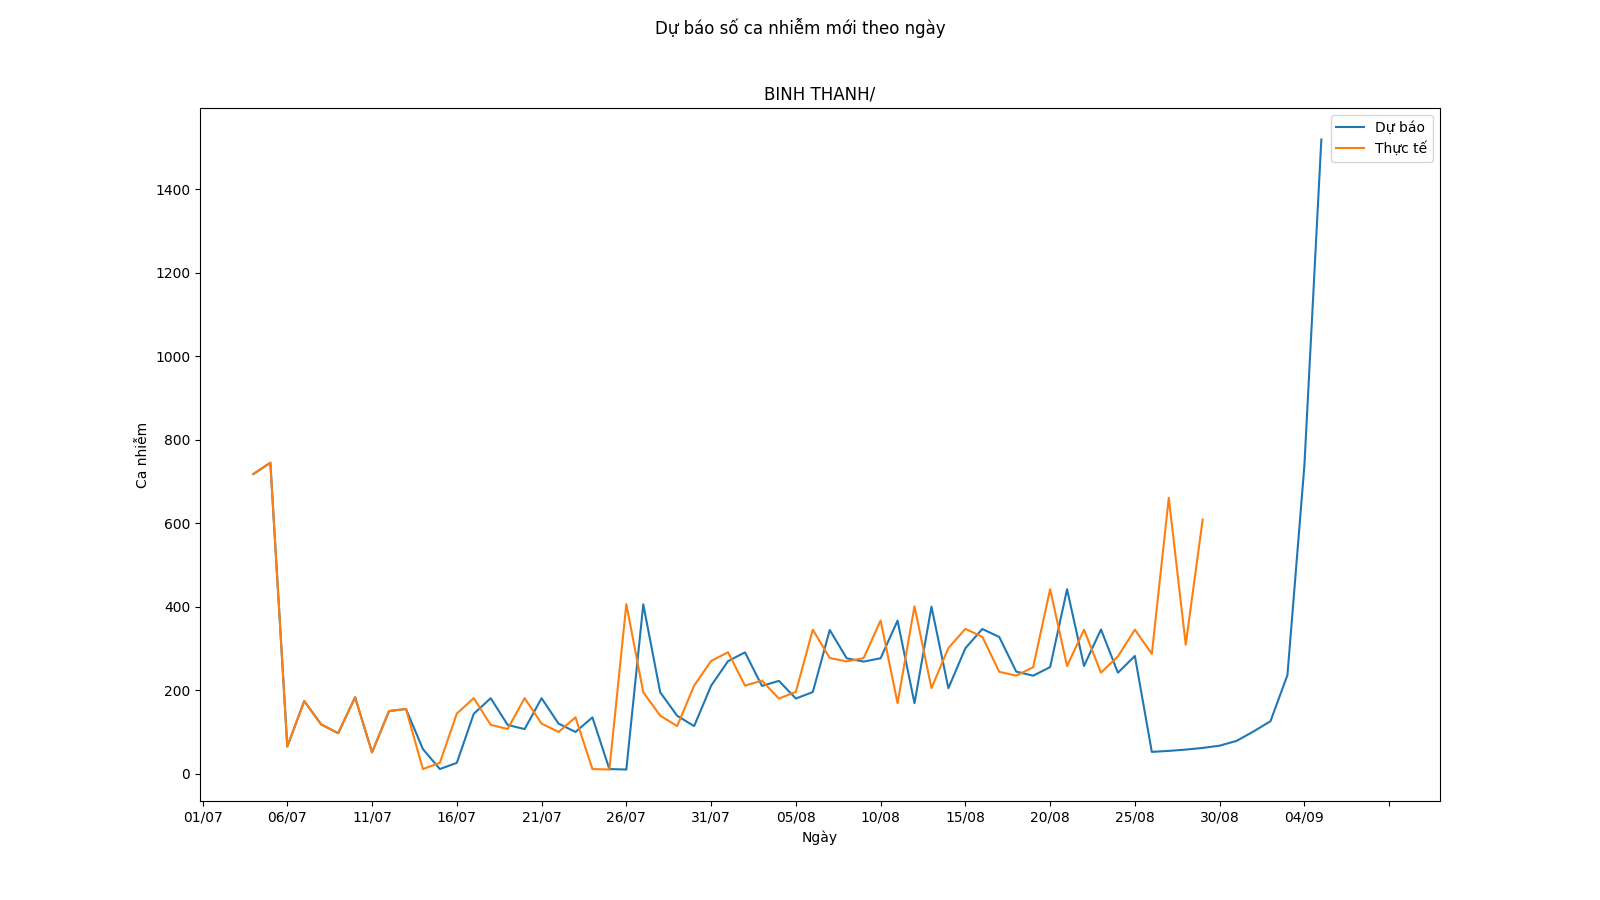 Dự báo số ca nhiễm mới theo ngày
BINH THANH/
Dự báo
Thực tế
1400
1200
1000
800
600
400
200
0
Ca nhiễm
01/07 06/07 11/07 16/07 21/07 26/07 31/07 05/08 10/08 15/08 20/08 25/08 30/08 04/09
Ngày